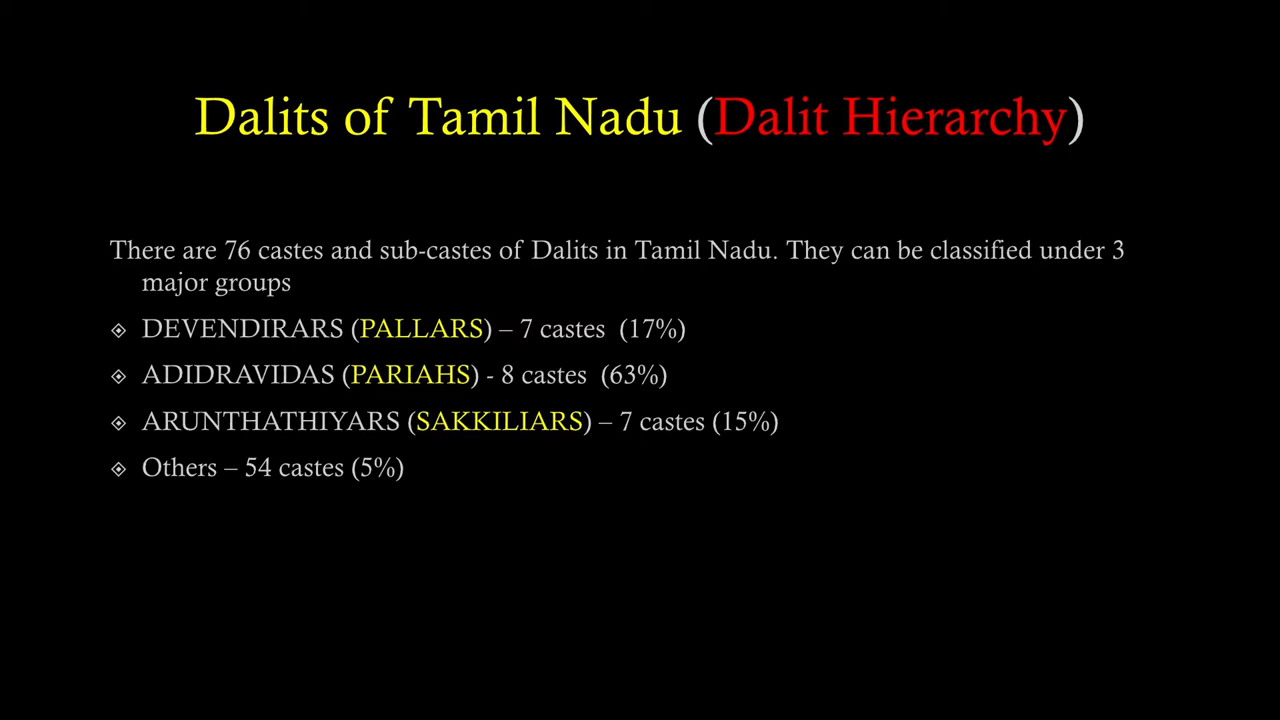 Dalits of Tamil Nadu (Dalit Hierarchy)
There are 76 castes and sub-castes of Dalits in Tamil Nadu. They can be classified under 3
major groups
DEVENDIRARS (PALLARS) – 7 castes  (17%)
ADIDRAVIDAS (PARIAHS) - 8 castes  (63%)
ARUNTHATHIYARS (SAKKILIARS) – 7 castes (15%)
Others – 54 castes (5%)